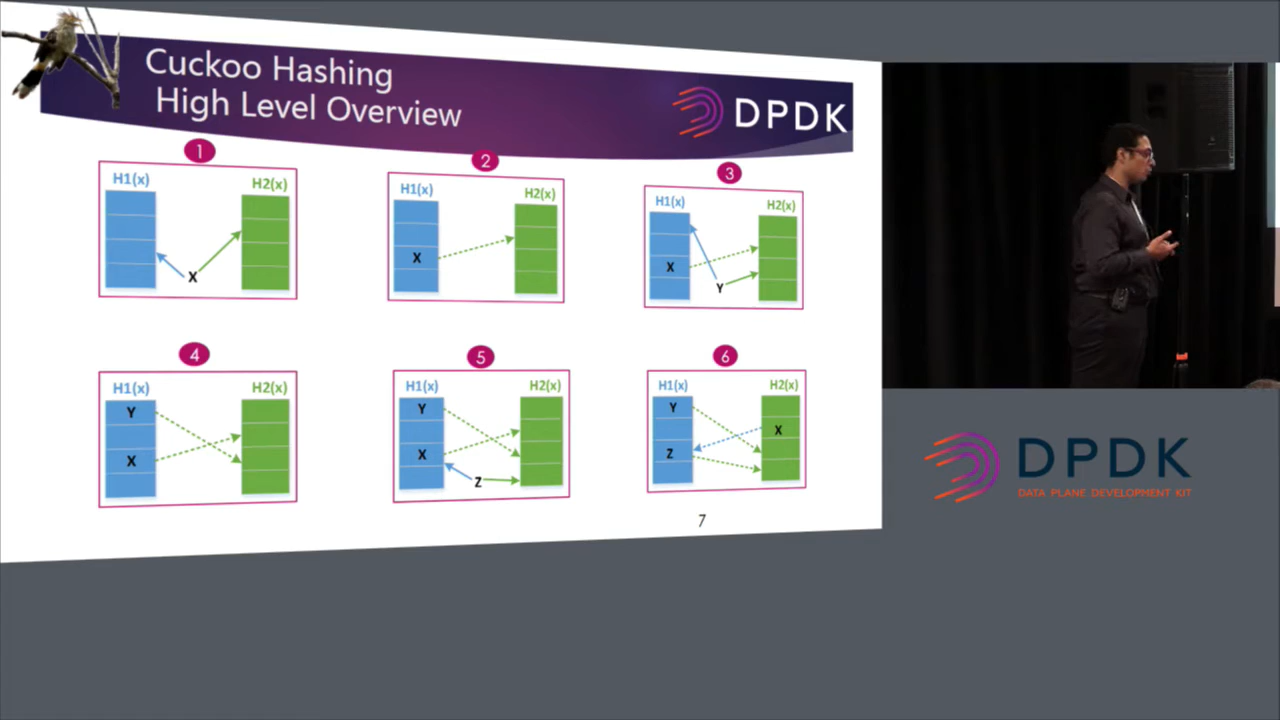 Cuckoo Hashing
High Level Overview
DPDK
1
H1(x)
H2(x)
X
2
H1(x)
H2(x)
X
3
H1(x)
H2(x)
X
Y
4
H1(x)
H2(x)
Y
X
5
H1(x)
H2(x)
Y
X
Z
6
H1(x)
H2(x)
Y
X
Z
7
DPDK
DATA PLANE DEVELOPMENT KIT